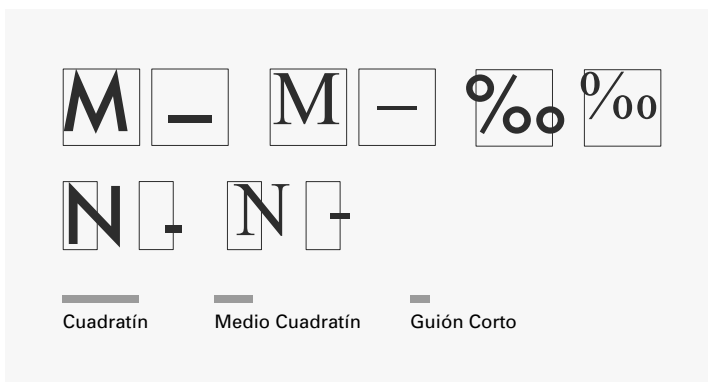 M – M – ‰ ‰
N - N -
Cuadratín Medio Cuadratín Guión Corto